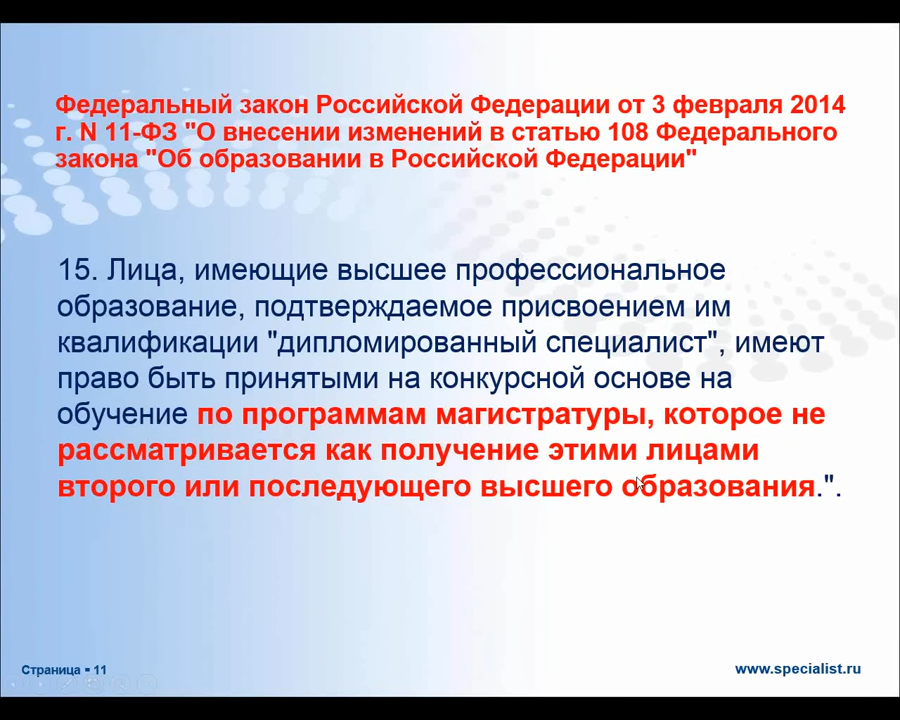 Федеральный закон Российской Федерации от 3 февраля 2014
г. N 11-ФЗ "О внесении изменений в статью 108 Федерального
закона "Об образовании в Российской Федерации"
15. Лица, имеющие высшее профессиональное
образование, подтверждаемое присвоением им
квалификации "дипломированный специалист", имеют
право быть принятыми на конкурсной основе на
обучение по программам магистратуры, которое не
рассматривается как получение этими лицами
второго или последующего высшего образования.".
Страница ▪ 11
www.specialist.ru